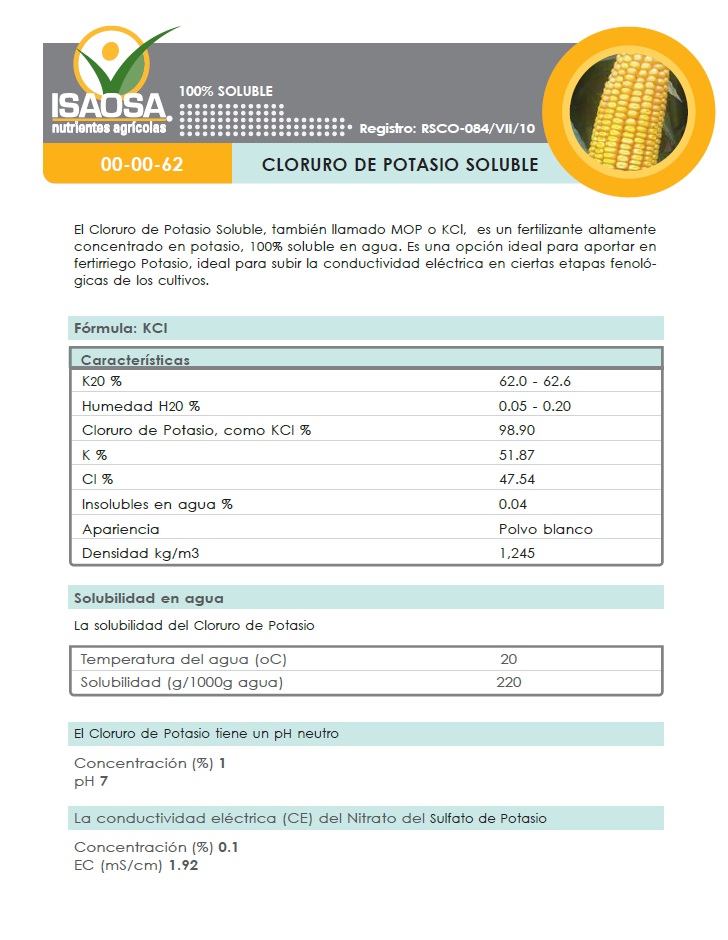 ISAOSA.
nutrientes agrícolas
100% SOLUBLE
Registro: RSCO-084/VII/10
00-00-62
CLORURO DE POTASIO SOLUBLE
El Cloruro de Potasio Soluble, también llamado MOP o KCl, es un fertilizante altamente
concentrado en potasio, 100% soluble en agua. Es una opción ideal para aportar en
fertirriego Potasio, ideal para subir la conductividad eléctrica en ciertas etapas fenoló-
gicas de los cultivos.
Fórmula: KCl
Características
K20 % 62.0 - 62.6
Humedad H20 % 0.05 - 0.20
Cloruro de Potasio, como KCl % 98.90
K % 51.87
Cl % 47.54
Insolubles en agua % 0.04
Apariencia Polvo blanco
Densidad kg/m3 1,245
Solubilidad en agua
La solubilidad del Cloruro de Potasio
Temperatura del agua (oC) 20
Solubilidad (g/1000g agua) 220
El Cloruro de Potasio tiene un pH neutro
Concentración (%) 1
pH 7
La conductividad eléctrica (CE) del Nitrato del Sulfato de Potasio
Concentración (%) 0.1
EC (mS/cm) 1.92